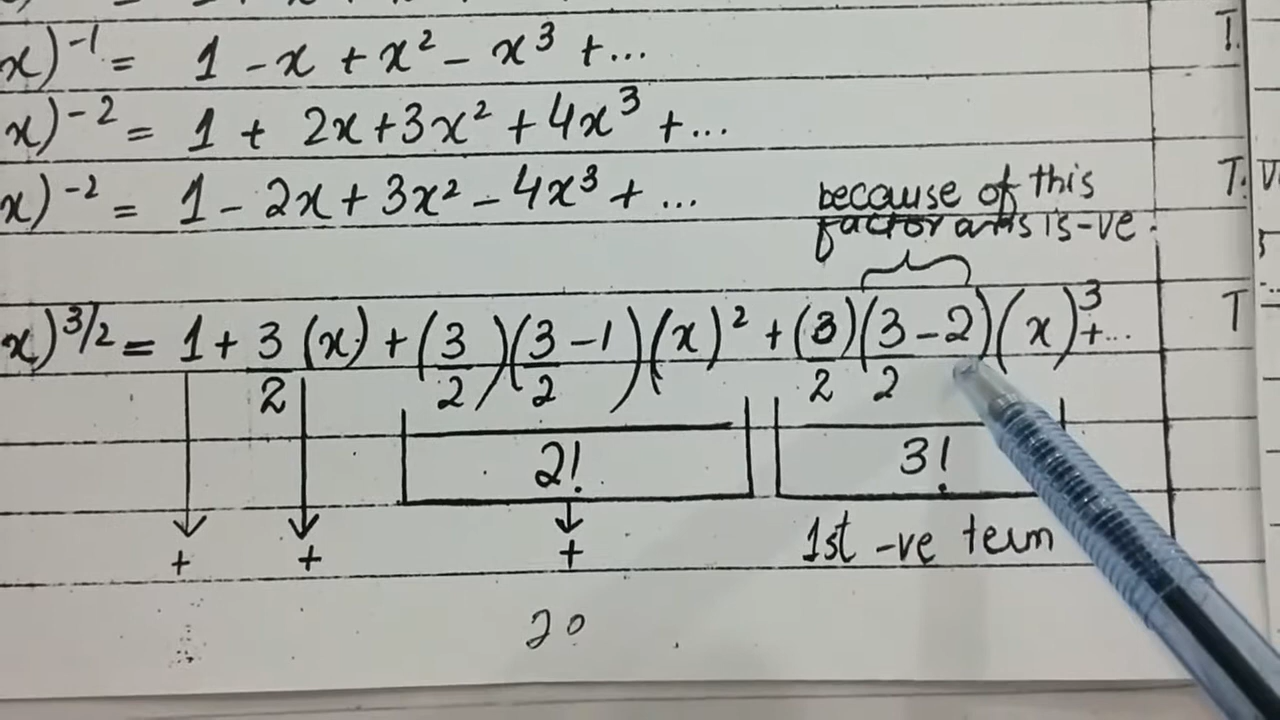 x)⁻¹ = 1 - x + x² - x³ + ...
x)⁻² = 1 + 2x + 3x² + 4x³ + ...
x)⁻² = 1 - 2x + 3x² - 4x³ + ...
because of this
factor ans is -ve.
x)^3/2 = 1 + 3/2 (x) + (3/2)(3/2 - 1)(x)² + (3/2)(3/2 - 2)(x)³ + ...
2! 3!
+ + + 1st -ve term
20
T.
T.
T